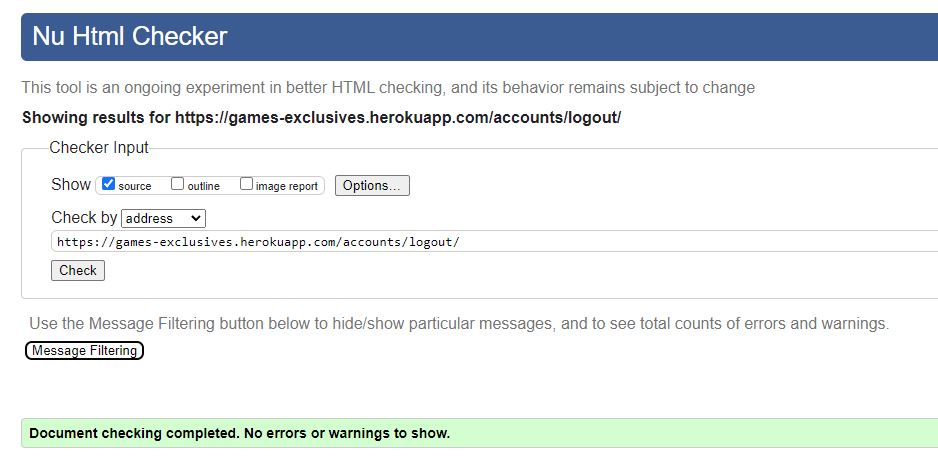 Nu Html Checker
This tool is an ongoing experiment in better HTML checking, and its behavior remains subject to change
Showing results for https://games-exclusives.herokuapp.com/accounts/logout/
Checker Input
Show source outline image report Options...
Check by address
https://games-exclusives.herokuapp.com/accounts/logout/
Check
Use the Message Filtering button below to hide/show particular messages, and to see total counts of errors and warnings.
Message Filtering
Document checking completed. No errors or warnings to show.